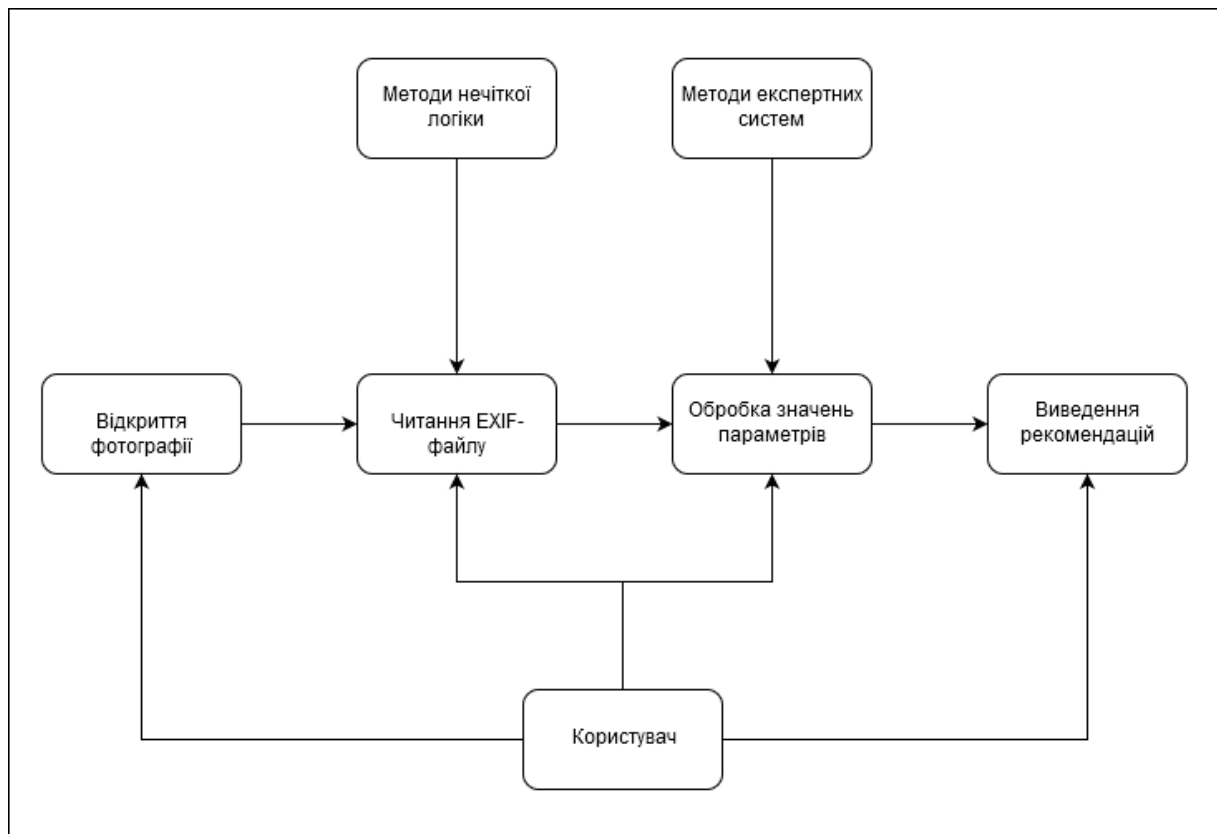 Методи нечіткої
логіки
Методи експертних
систем
Відкриття
фотографії
Читання EXIF-
файлу
Обробка значень
параметрів
Виведення
рекомендацій
Користувач